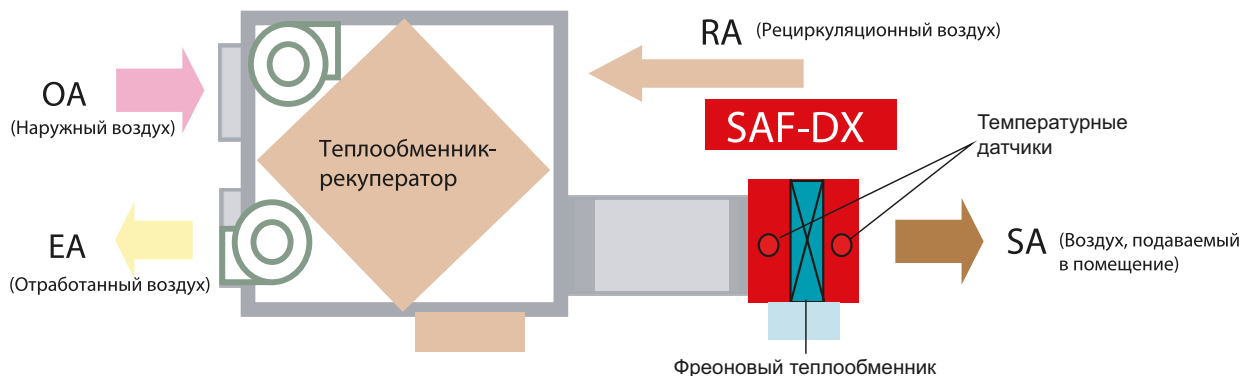 RA (Рециркуляционный воздух)
OA
(Наружный воздух)
SAF-DX
Температурные
датчики
Теплообменник-
рекуператор
EA
(Отработанный воздух)
SA (Воздух, подаваемый
в помещение)
Фреоновый теплообменник